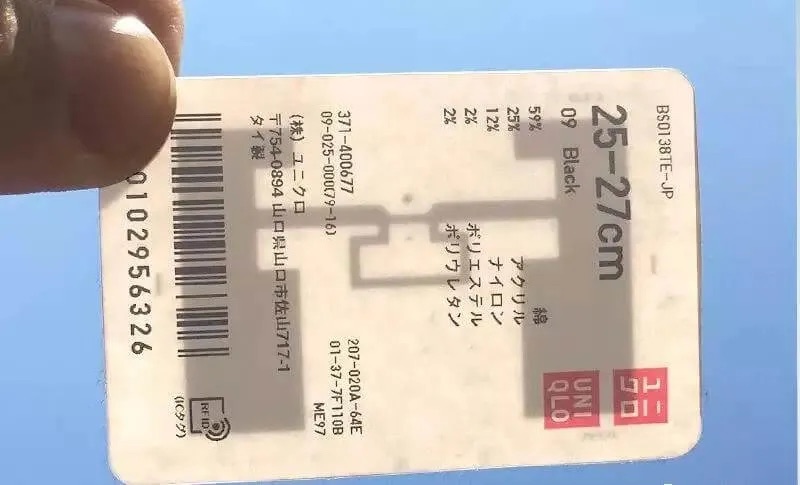 BS0138TE-JP
25-27cm
ユニ
クロ
UNI
QLO
09 Black
59% 綿
25% アクリル
12% ナイロン
2% ポリエステル
2% ポリウレタン
371-400677
09-025-000(79-16)
207-020A-64E
01-37-7F110B
ME97
(株) ユニクロ
〒754-0894 山口県山口市佐山717-1
タイ製
RFID
(ICタグ)
0102956326